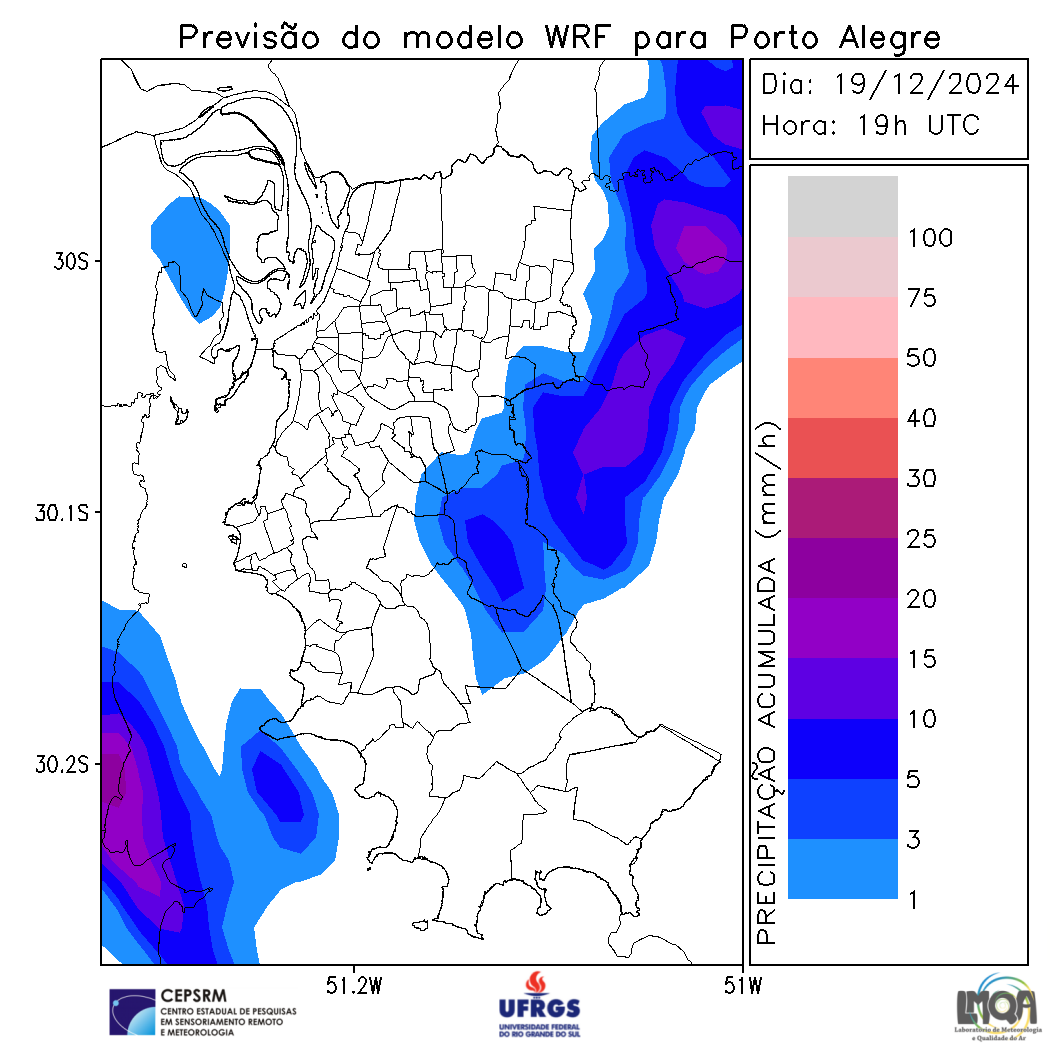 Previsão do modelo WRF para Porto Alegre
Dia: 19/12/2024
Hora: 19h UTC
30S
30.1S
30.2S
51.2W
51W
PRECIPITAÇÃO ACUMULADA (mm/h)
100
75
50
40
30
25
20
15
10
5
3
1
CEPSRM
CENTRO ESTADUAL DE PESQUISAS
EM SENSORIAMENTO REMOTO
E METEOROLOGIA
UFRGS
UNIVERSIDADE FEDERAL
DO RIO GRANDE DO SUL
LMQA
Laboratório de Meteorologia
e Qualidade do Ar